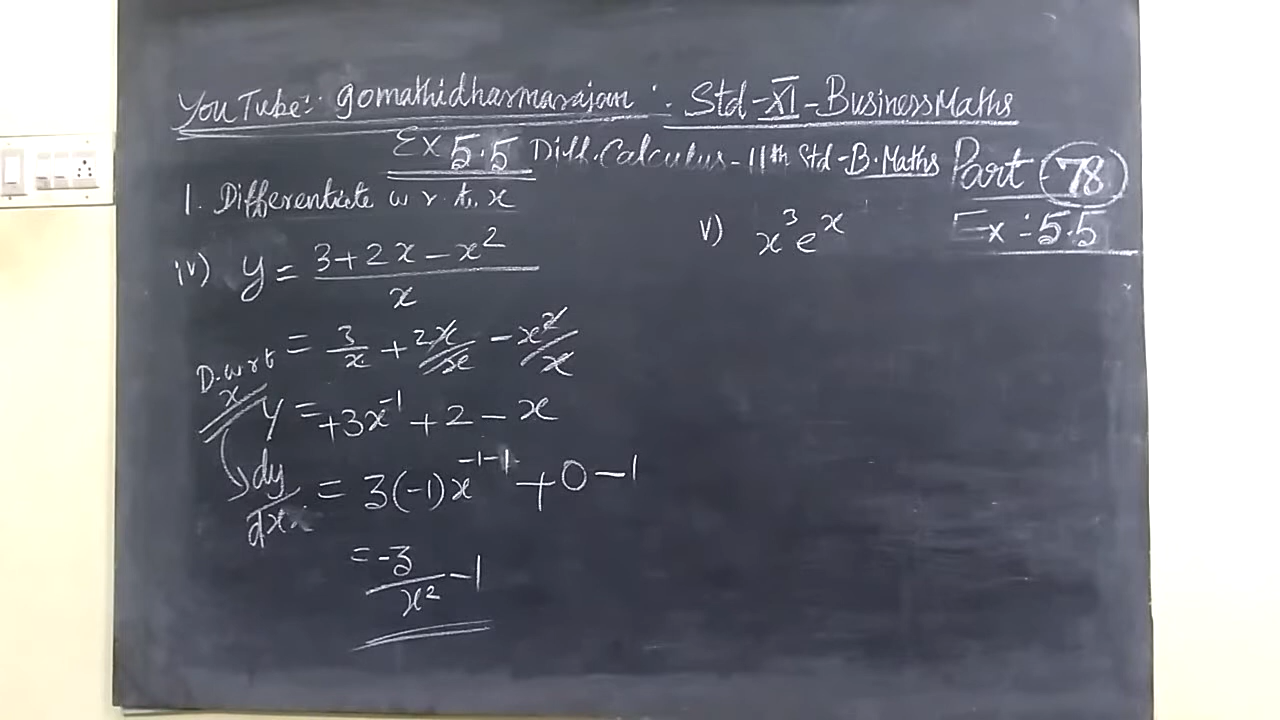 YouTube:- gomathidharmarajan :- Std-XI-Business Maths
Ex 5.5 Diff. Calculus - 11th Std-B.Maths Part 78
1. Differentiate w r. t. x
Ex:-5.5
iv) y = 3+2x-x² / x
= 3/x + 2x/x - x²/x
D.w r t x
y = +3x⁻¹ + 2 - x
dy/dx = 3(-1)x⁻¹⁻¹ + 0 - 1
= -3/x² - 1
v) x³eˣ